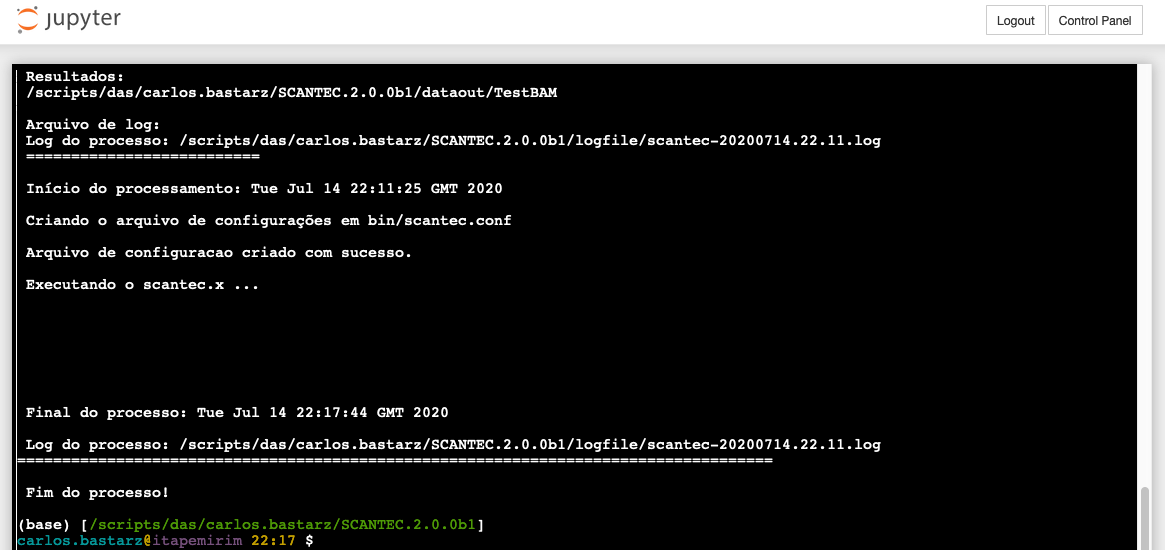 jupyter
Logout
Control Panel
Resultados:
/scripts/das/carlos.bastarz/SCANTEC.2.0.0b1/dataout/TestBAM
Arquivo de log:
Log do processo: /scripts/das/carlos.bastarz/SCANTEC.2.0.0b1/logfile/scantec-20200714.22.11.log
==========================
Início do processamento: Tue Jul 14 22:11:25 GMT 2020
Criando o arquivo de configurações em bin/scantec.conf
Arquivo de configuracao criado com sucesso.
Executando o scantec.x ...
Final do processo: Tue Jul 14 22:17:44 GMT 2020
Log do processo: /scripts/das/carlos.bastarz/SCANTEC.2.0.0b1/logfile/scantec-20200714.22.11.log
====================================================================================
Fim do processo!
(base) [/scripts/das/carlos.bastarz/SCANTEC.2.0.0b1]
carlos.bastarz@itapemirim 22:17 $